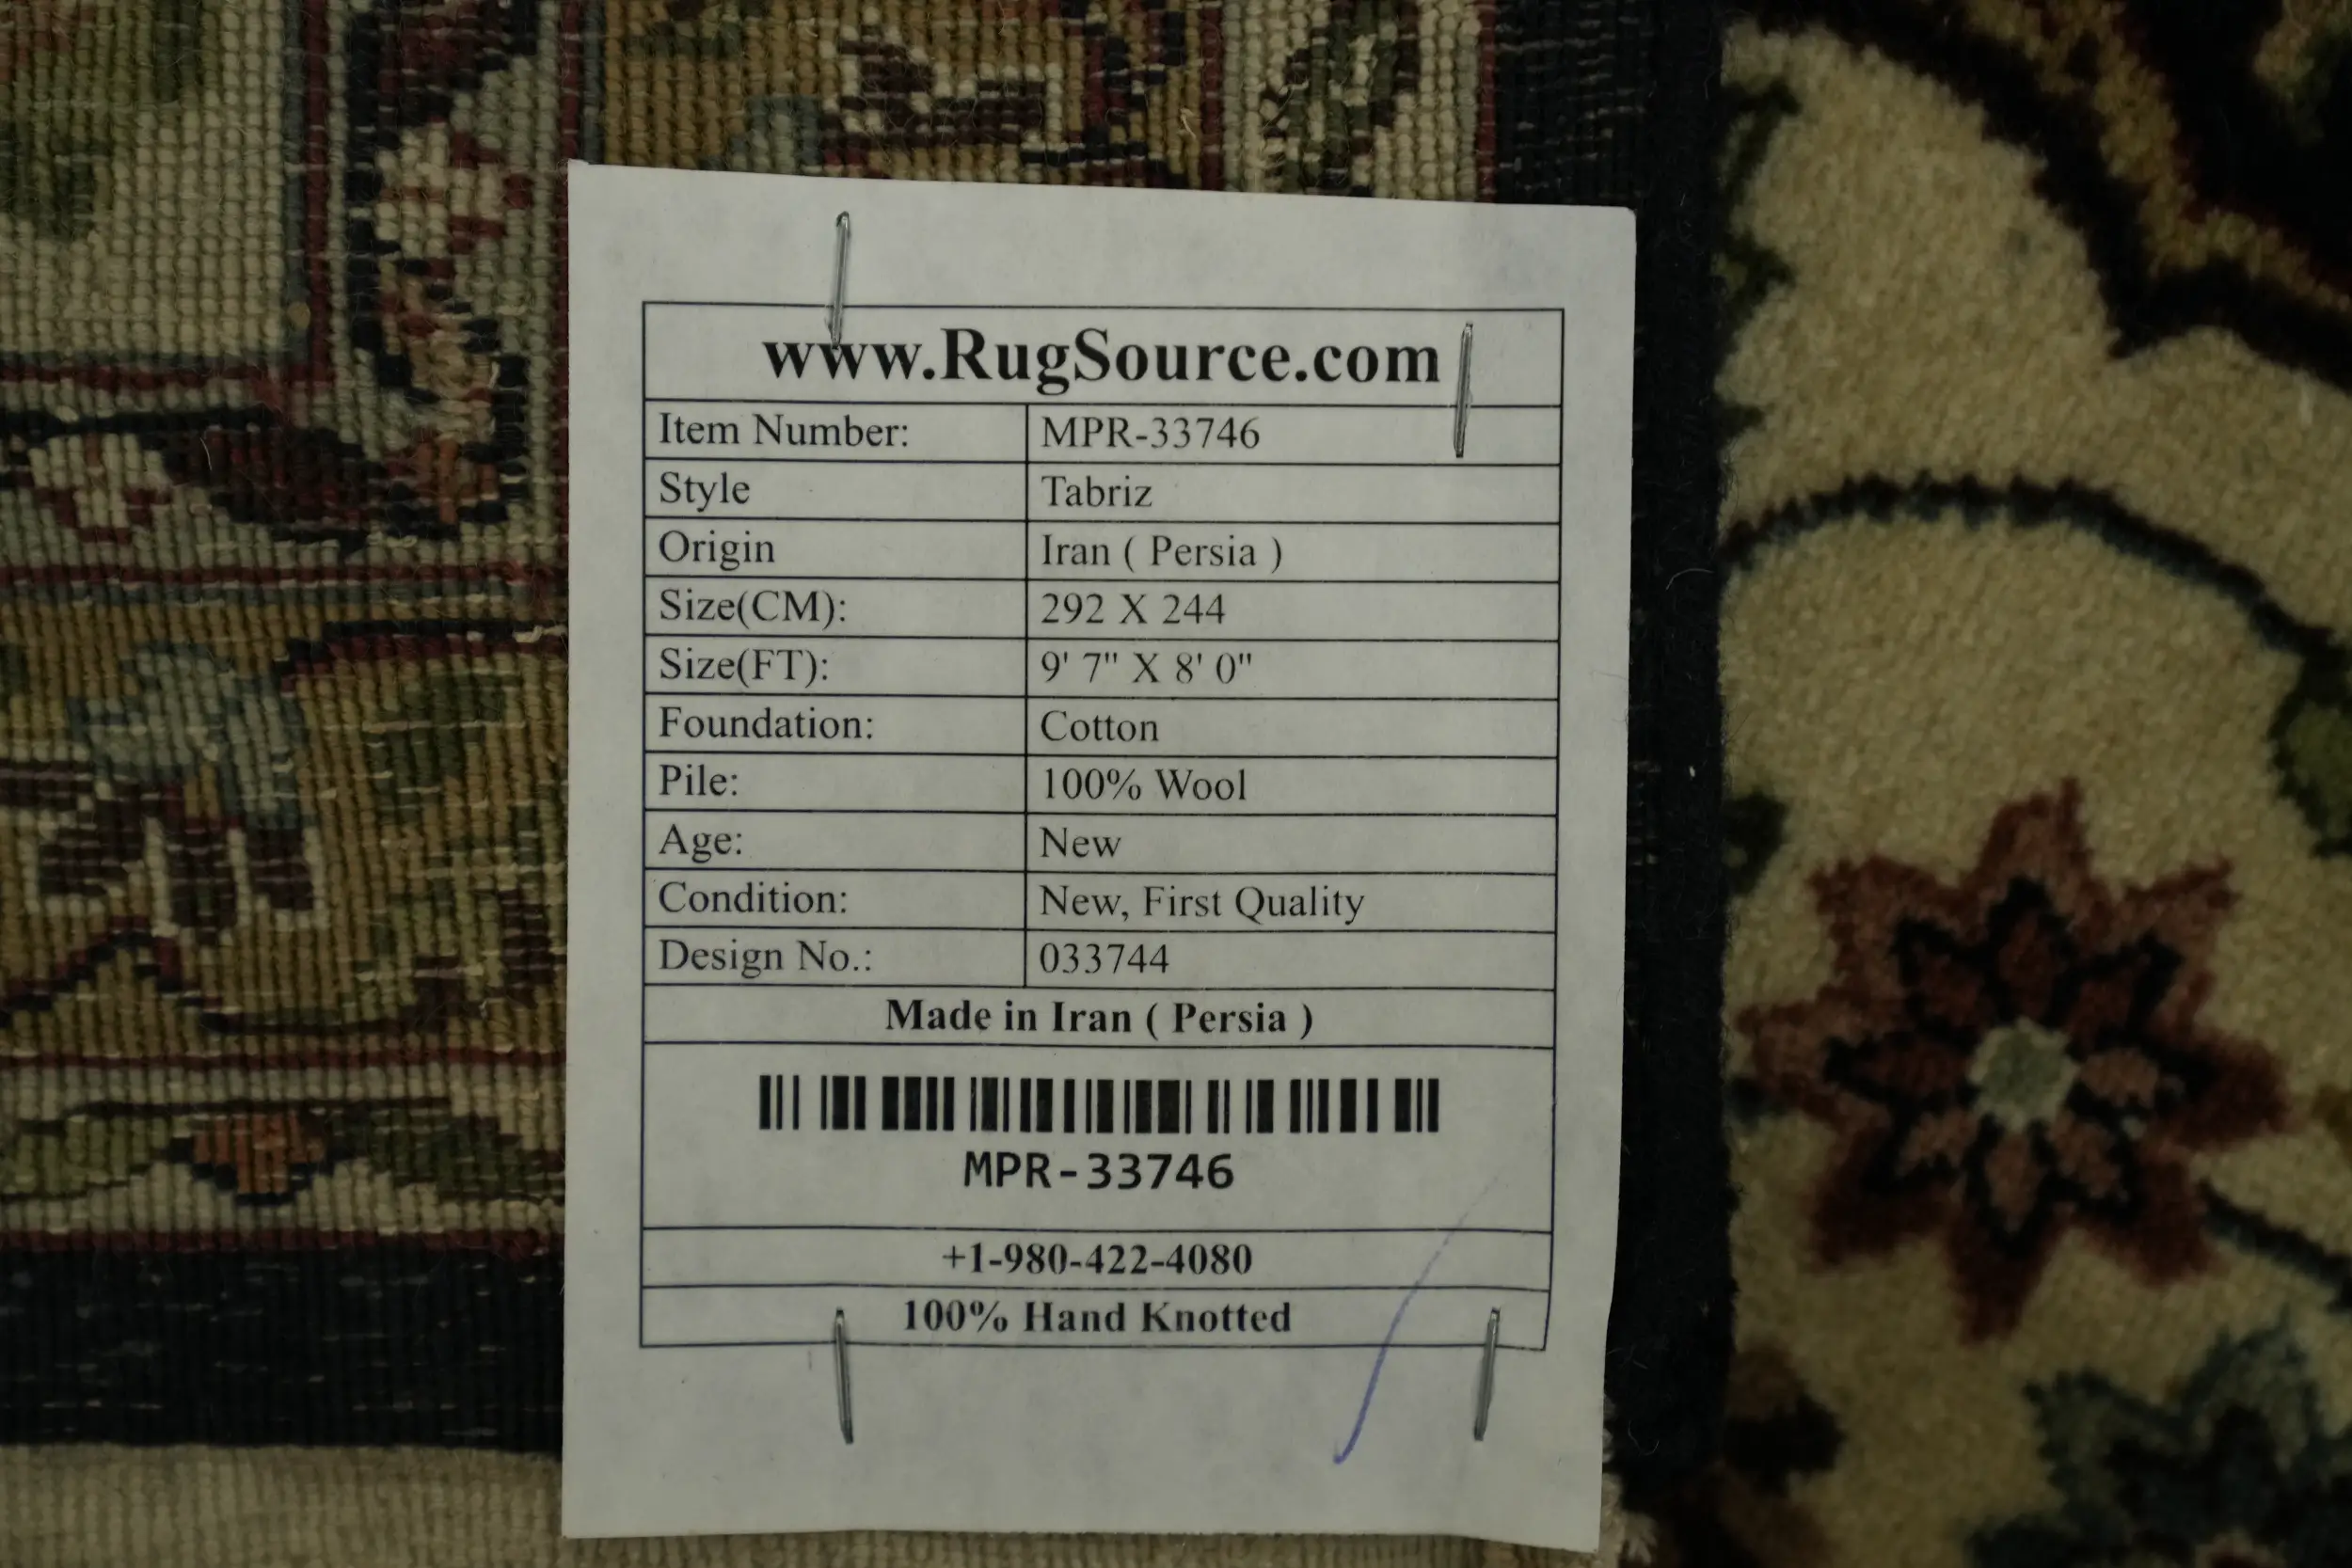 www.RugSource.com
Item Number: MPR-33746
Style Tabriz
Origin Iran ( Persia )
Size(CM): 292 X 244
Size(FT): 9' 7" X 8' 0"
Foundation: Cotton
Pile: 100% Wool
Age: New
Condition: New, First Quality
Design No.: 033744
Made in Iran ( Persia )
MPR-33746
+1-980-422-4080
100% Hand Knotted